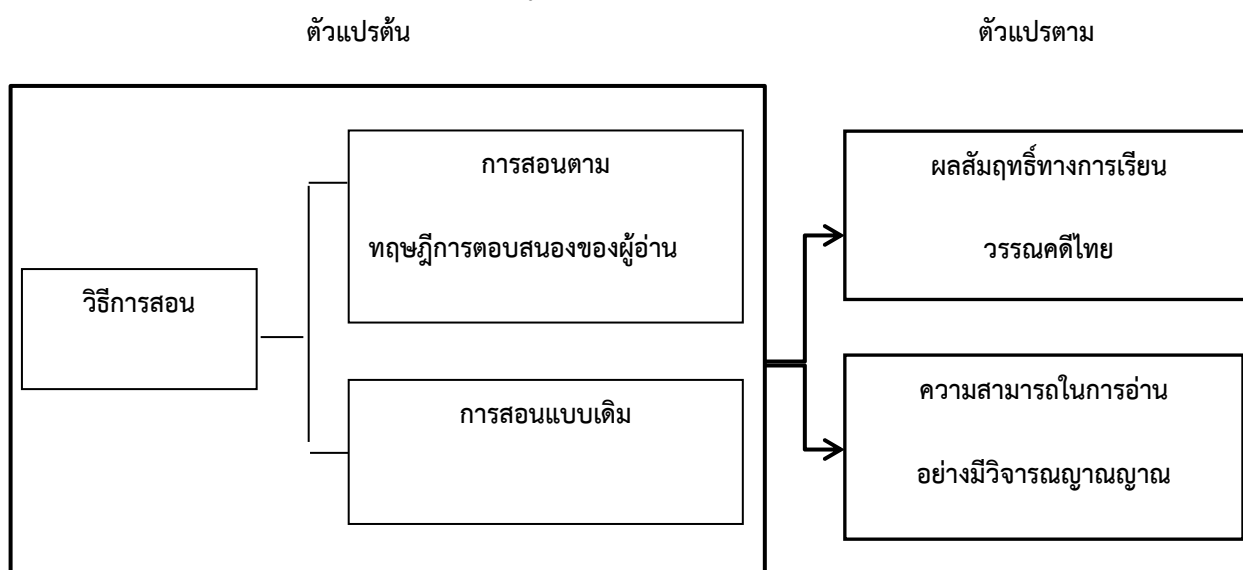 ตัวแปรต้น
ตัวแปรตาม
การสอนตาม
ทฤษฎีการตอบสนองของผู้อ่าน
วิธีการสอน
การสอนแบบเดิม
ผลสัมฤทธิ์ทางการเรียน
วรรณคดีไทย
ความสามารถในการอ่าน
อย่างมีวิจารณญาณญาณ